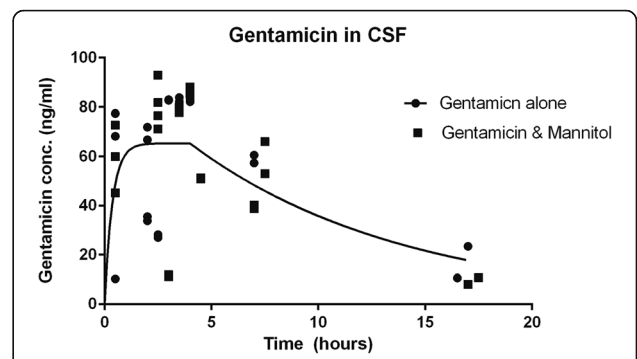 Gentamicin in CSF
Gentamicin conc. (ng/ml)
100
80
60
40
20
0
0 5 10 15 20
Time (hours)
Gentamicn alone
Gentamicin & Mannitol